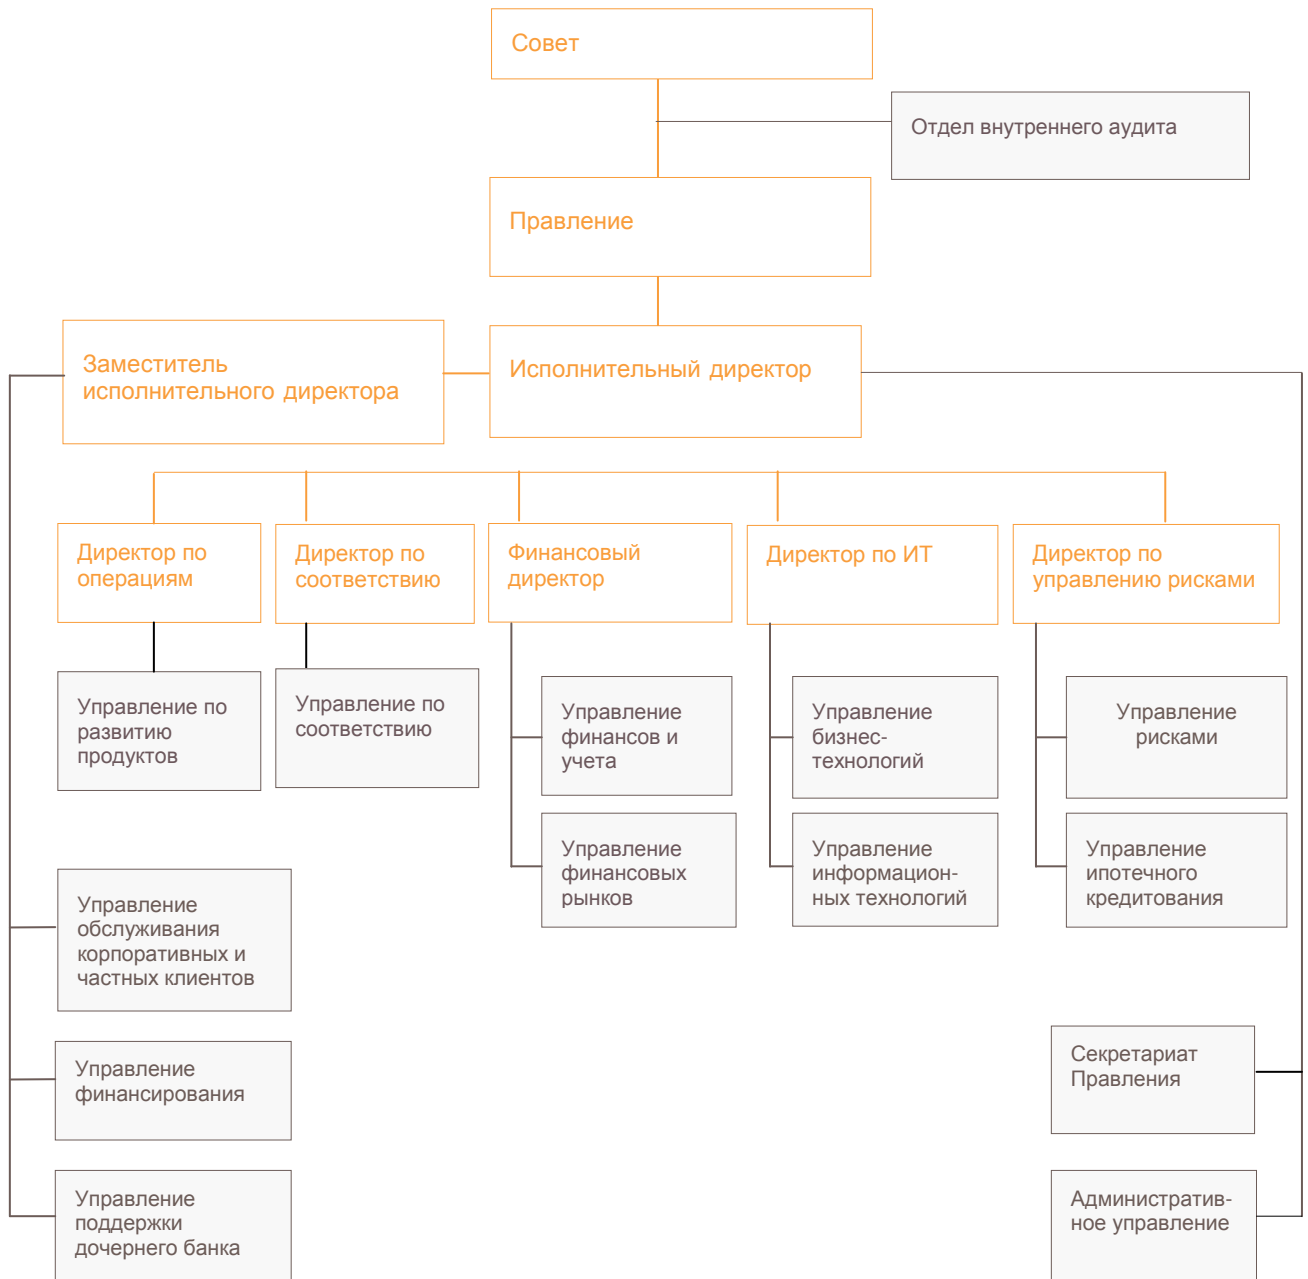 Совет
Отдел внутреннего аудита
Правление
Заместитель
исполнительного директора
Исполнительный директор
Директор по
операциям
Директор по
соответствию
Финансовый
директор
Директор по ИТ
Директор по
управлению рисками
Управление по
развитию
продуктов
Управление по
соответствию
Управление
финансов и
учета
Управление
бизнес-
технологий
Управление
рисками
Управление
финансовых
рынков
Управление
информацион-
ных технологий
Управление
ипотечного
кредитования
Управление
обслуживания
корпоративных и
частных клиентов
Управление
финансирования
Секретариат
Правления
Управление
поддержки
дочернего банка
Административ-
ное управление